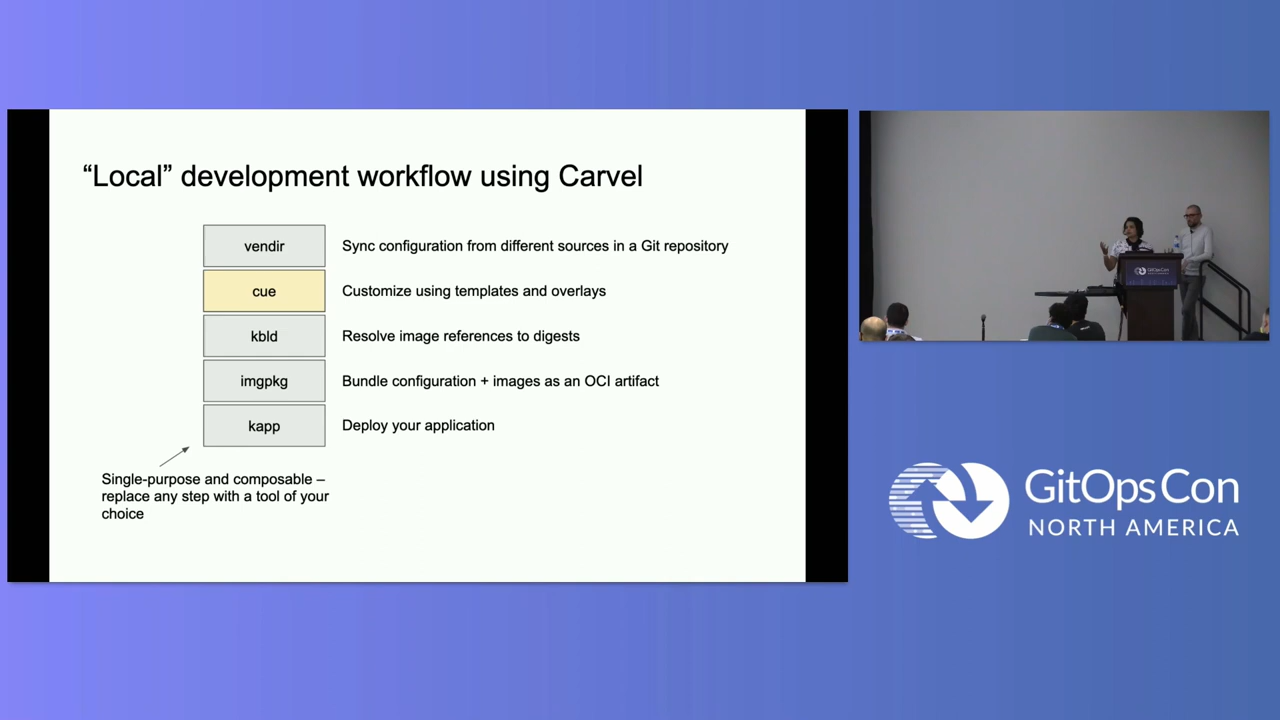 “Local” development workflow using Carvel
vendir
Sync configuration from different sources in a Git repository
cue
Customize using templates and overlays
kbld
Resolve image references to digests
imgpkg
Bundle configuration + images as an OCI artifact
kapp
Deploy your application
Single-purpose and composable –
replace any step with a tool of your
choice
GitOpsCon
GitOpsCon
NORTH AMERICA